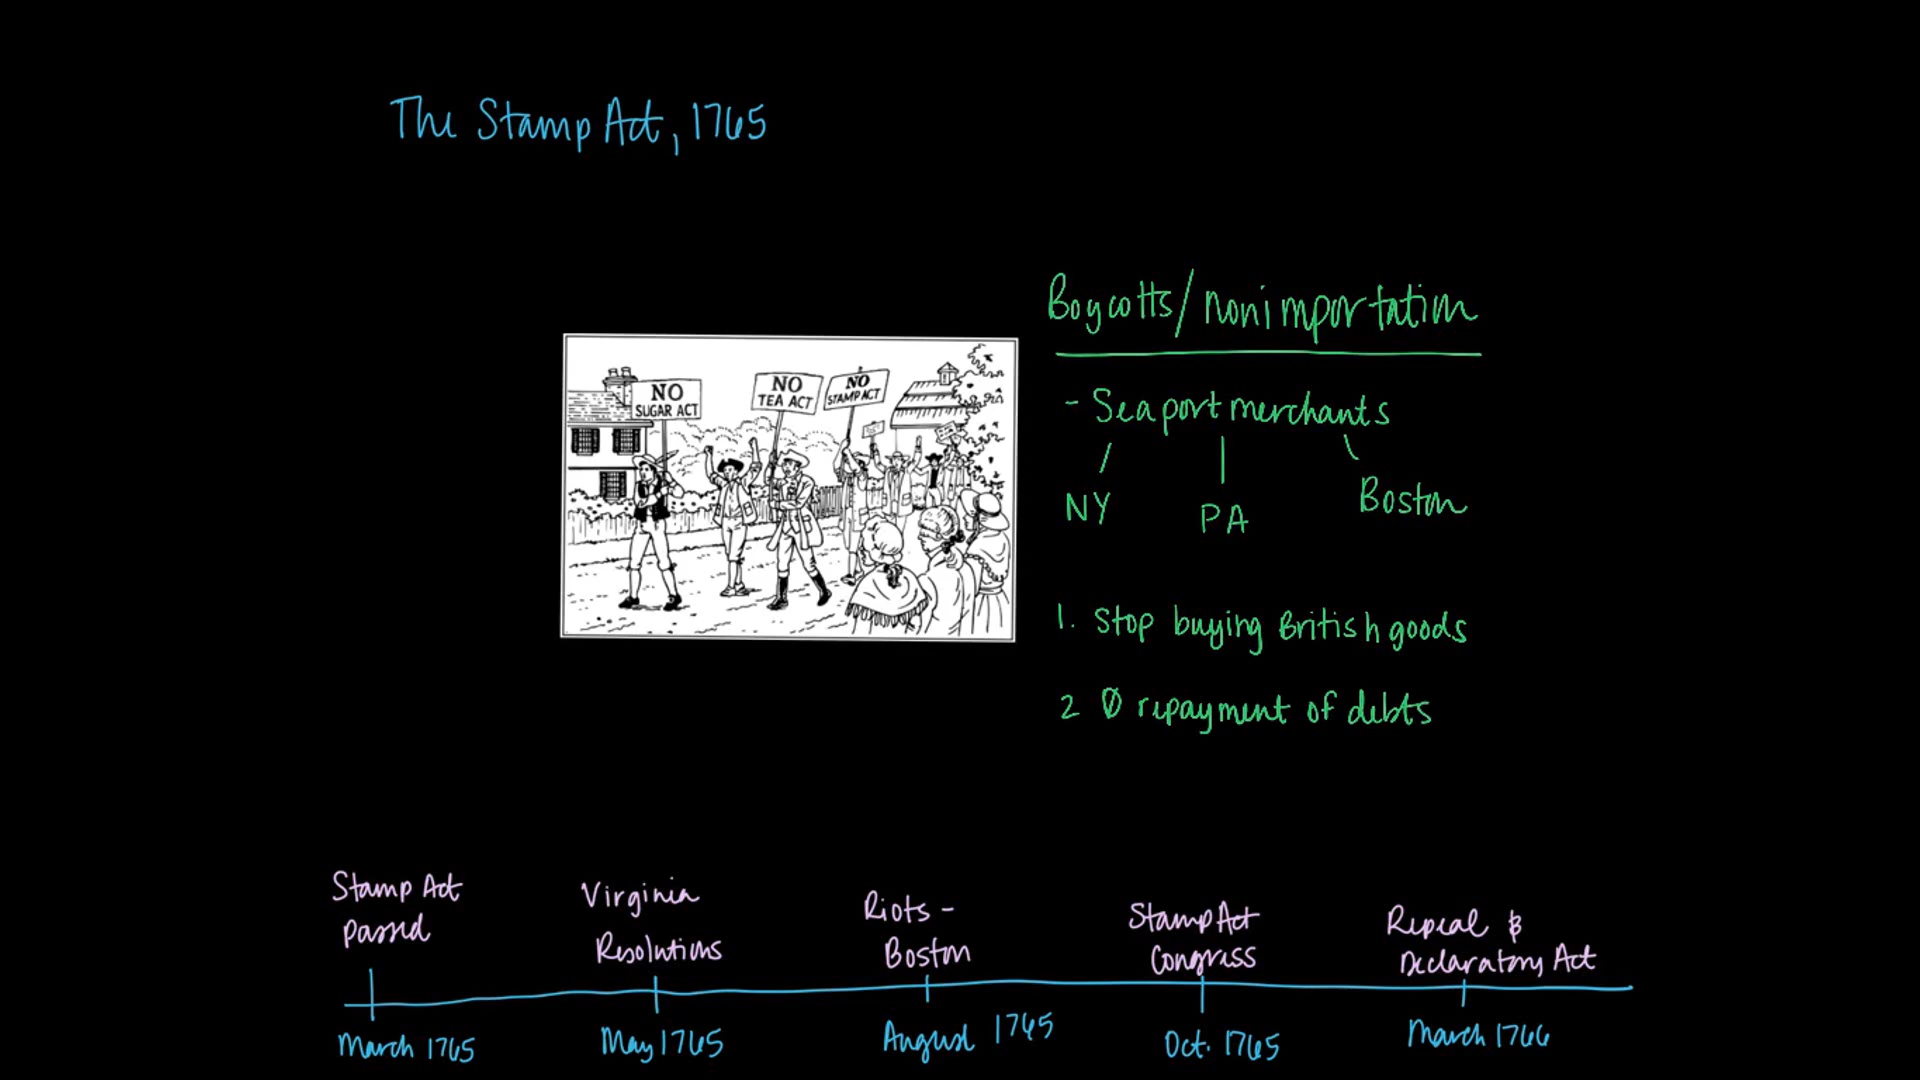 The Stamp Act, 1765
NO
SUGAR ACT
NO
TEA ACT
NO
STAMP ACT
Boycotts/nonimportation
- Seaport merchants
NY
PA
Boston
1. Stop buying British goods
2 Ø repayment of debts
Stamp Act
passed
Virginia
Resolutions
Riots -
Boston
Stamp Act
Congress
Repeal &
Declaratory Act
March 1765
May 1765
August 1765
Oct. 1765
March 1766